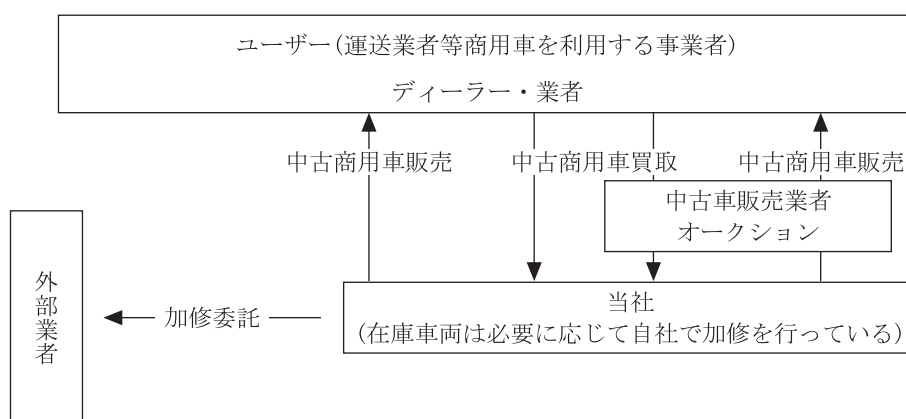 ユーザー(運送業者等商用車を利用する事業者)
ディーラー・業者
中古商用車販売
中古商用車買取
中古商用車販売
中古車販売業者
オークション
外部業者
加修委託
当社
(在庫車両は必要に応じて自社で加修を行っている)